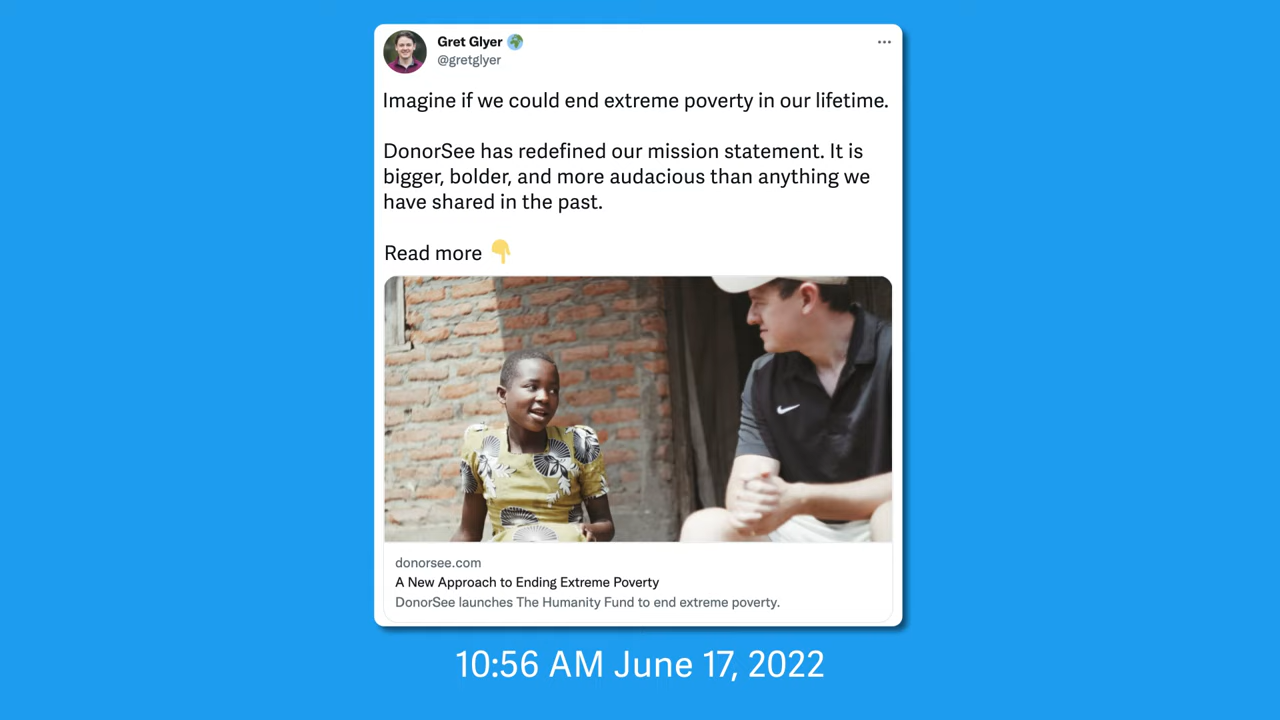 Gret Glyer 🌍
@gretglyer
Imagine if we could end extreme poverty in our lifetime.
DonorSee has redefined our mission statement. It is
bigger, bolder, and more audacious than anything we
have shared in the past.
Read more 👇
donorsee.com
A New Approach to Ending Extreme Poverty
DonorSee launches The Humanity Fund to end extreme poverty.
10:56 AM June 17, 2022